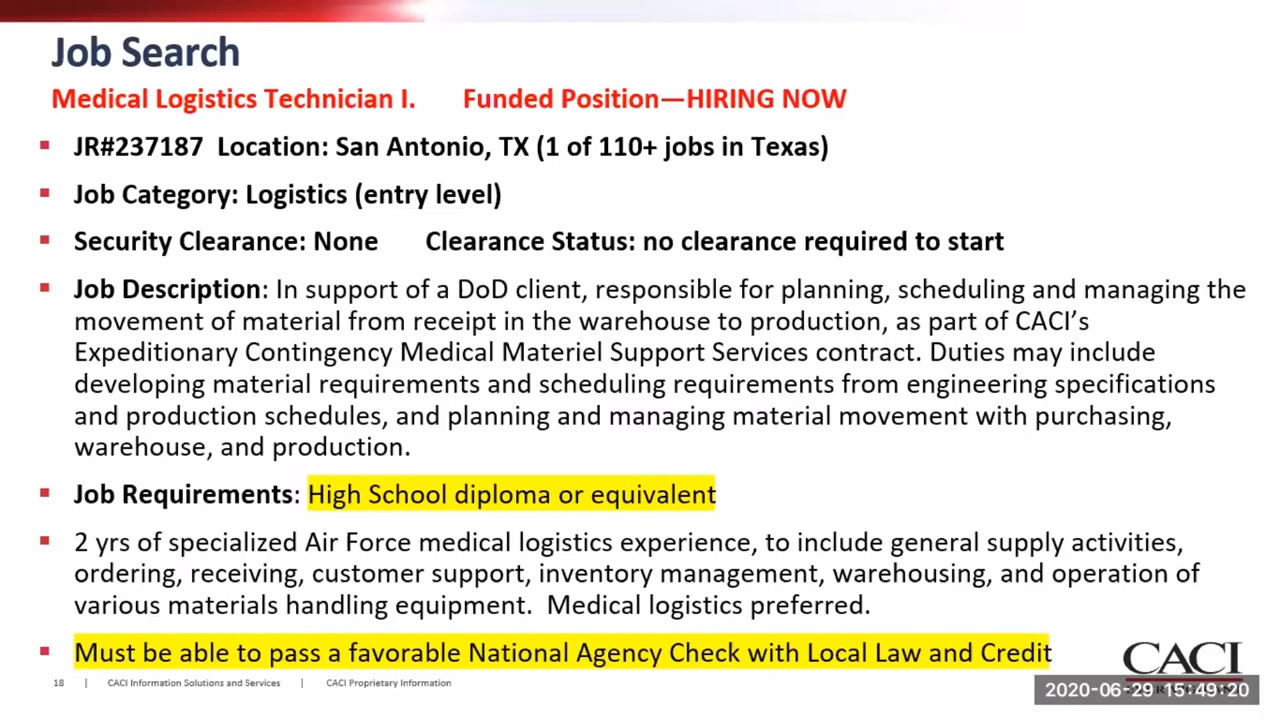 Job Search
Medical Logistics Technician I. Funded Position—HIRING NOW
▪ JR#237187 Location: San Antonio, TX (1 of 110+ jobs in Texas)
▪ Job Category: Logistics (entry level)
▪ Security Clearance: None Clearance Status: no clearance required to start
▪ Job Description: In support of a DoD client, responsible for planning, scheduling and managing the
movement of material from receipt in the warehouse to production, as part of CACI’s
Expeditionary Contingency Medical Materiel Support Services contract. Duties may include
developing material requirements and scheduling requirements from engineering specifications
and production schedules, and planning and managing material movement with purchasing,
warehouse, and production.
▪ Job Requirements: High School diploma or equivalent
▪ 2 yrs of specialized Air Force medical logistics experience, to include general supply activities,
ordering, receiving, customer support, inventory management, warehousing, and operation of
various materials handling equipment. Medical logistics preferred.
▪ Must be able to pass a favorable National Agency Check with Local Law and Credit
CACI
18 | CACI Information Solutions and Services | CACI Proprietary Information
2020-06-29 15:49:20